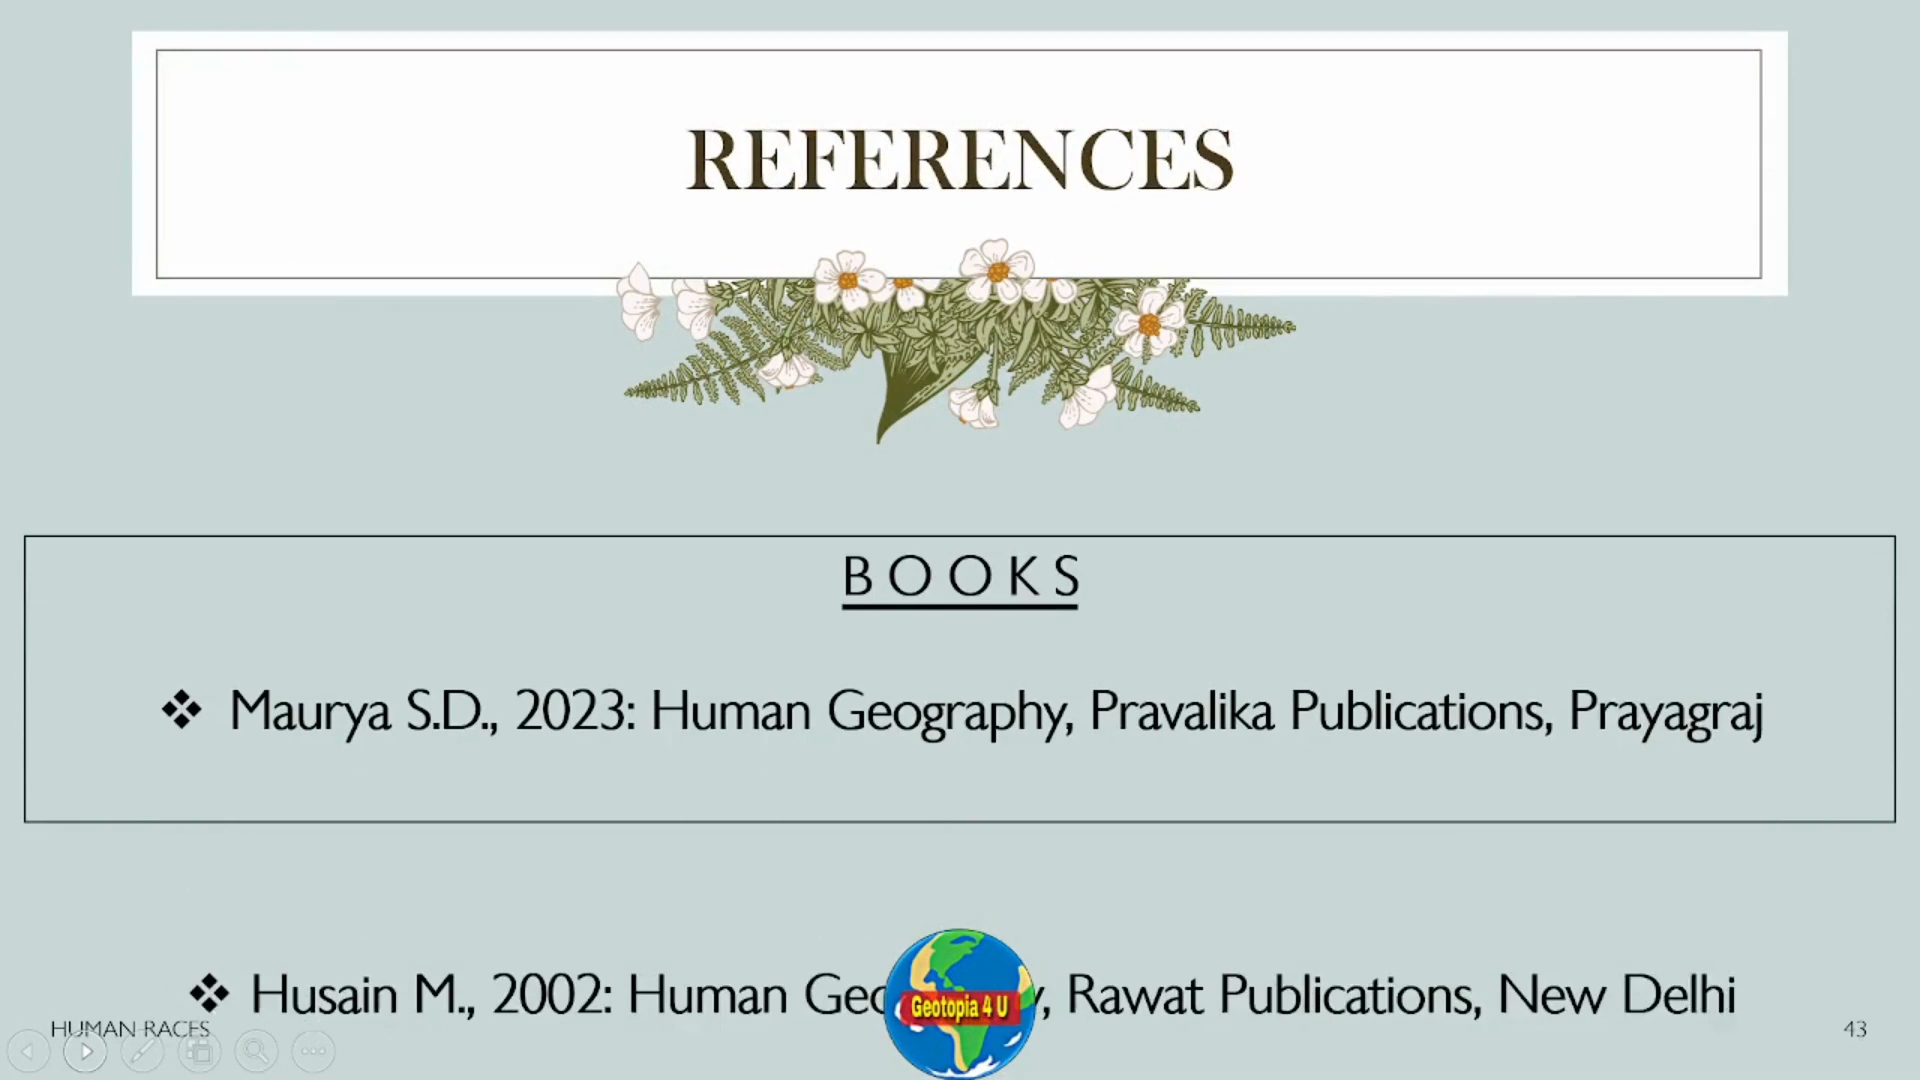 REFERENCES
BOOKS
❖ Maurya S.D., 2023: Human Geography, Pravalika Publications, Prayagraj
❖ Husain M., 2002: Human Geo y, Rawat Publications, New Delhi
Geotopia 4 U
HUMAN RACES
43